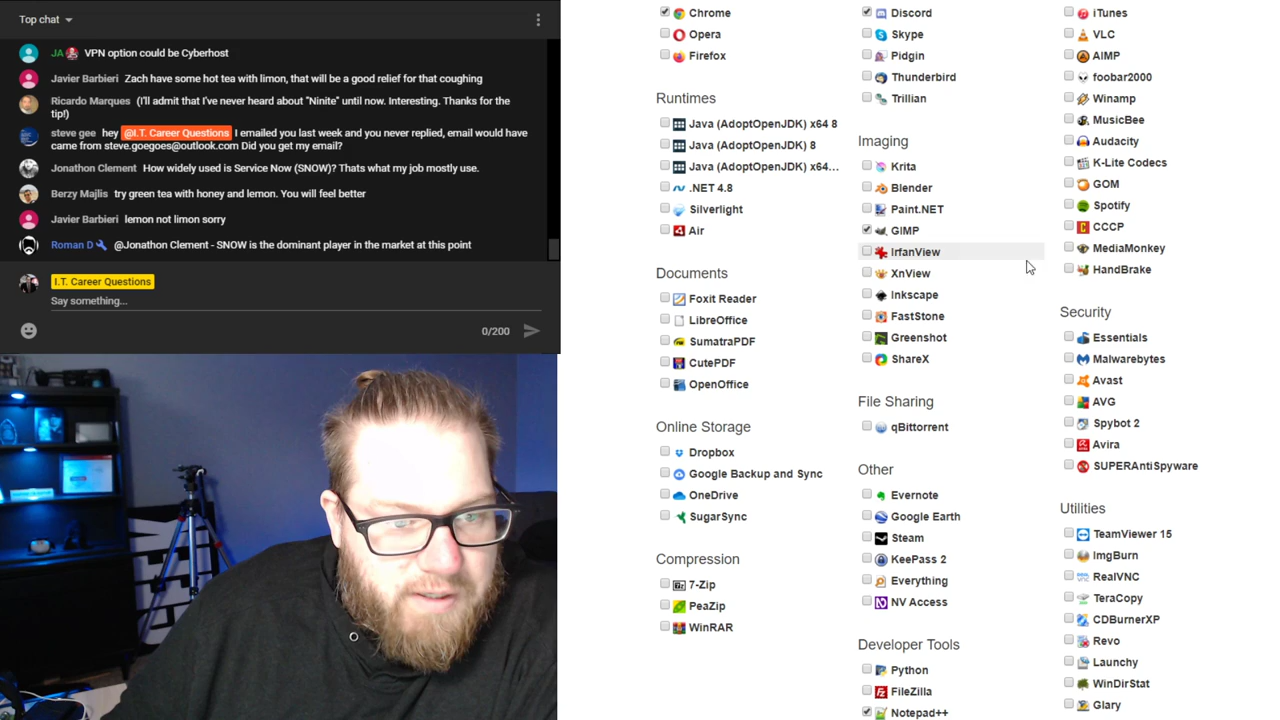 Top chat
JA VPN option could be Cyberhost
Javier Barbieri Zach have some hot tea with limon, that will be a good relief for that coughing
Ricardo Marques (I'll admit that I've never heard about "Ninite" until now. Interesting. Thanks for the
tip!)
steve gee hey @I.T. Career Questions I emailed you last week and you never replied, email would have
came from steve.goegoes@outlook.com Did you get my email?
Jonathon Clement How widely used is Service Now (SNOW)? Thats what my job mostly use.
Berzy Majlis try green tea with honey and lemon. You will feel better
Javier Barbieri lemon not limon sorry
Roman D @Jonathon Clement - SNOW is the dominant player in the market at this point
I.T. Career Questions
Say something...
0/200
Chrome
Opera
Firefox
Runtimes
Java (AdoptOpenJDK) x64 8
Java (AdoptOpenJDK) 8
Java (AdoptOpenJDK) x64...
.NET 4.8
Silverlight
Air
Documents
Foxit Reader
LibreOffice
SumatraPDF
CutePDF
OpenOffice
Online Storage
Dropbox
Google Backup and Sync
OneDrive
SugarSync
Compression
7-Zip
PeaZip
WinRAR
Discord
Skype
Pidgin
Thunderbird
Trillian
Imaging
Krita
Blender
Paint.NET
GIMP
IrfanView
XnView
Inkscape
FastStone
Greenshot
ShareX
File Sharing
qBittorrent
Other
Evernote
Google Earth
Steam
KeePass 2
Everything
NV Access
Developer Tools
Python
FileZilla
Notepad++
iTunes
VLC
AIMP
foobar2000
Winamp
MusicBee
Audacity
K-Lite Codecs
GOM
Spotify
CCCP
MediaMonkey
HandBrake
Security
Essentials
Malwarebytes
Avast
AVG
Spybot 2
Avira
SUPERAntiSpyware
Utilities
TeamViewer 15
ImgBurn
RealVNC
TeraCopy
CDBurnerXP
Revo
Launchy
WinDirStat
Glary